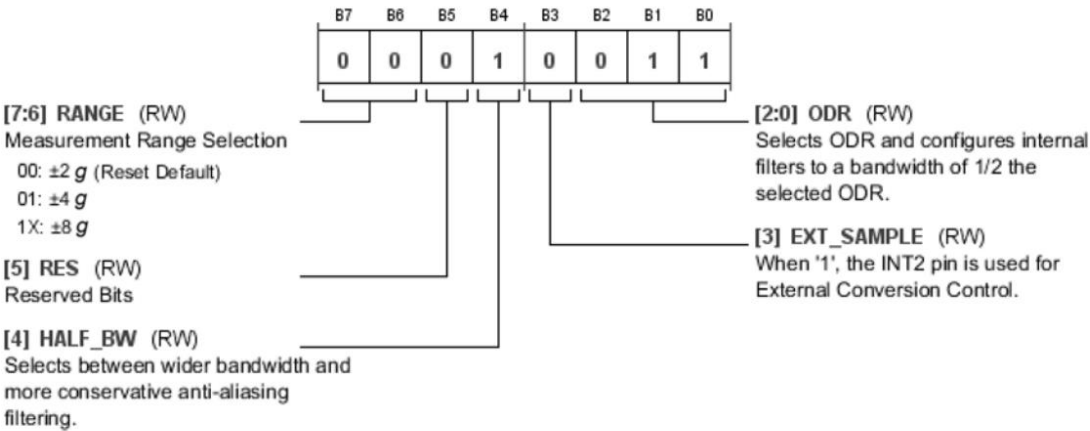 B7 B6 B5 B4 B3 B2 B1 B0
0 0 0 1 0 0 1 1
[7:6] RANGE (RW)
Measurement Range Selection
00: ±2 g (Reset Default)
01: ±4 g
1X: ±8 g
[5] RES (RW)
Reserved Bits
[4] HALF_BW (RW)
Selects between wider bandwidth and
more conservative anti-aliasing
filtering.
[2:0] ODR (RW)
Selects ODR and configures internal
filters to a bandwidth of 1/2 the
selected ODR.
[3] EXT_SAMPLE (RW)
When '1', the INT2 pin is used for
External Conversion Control.